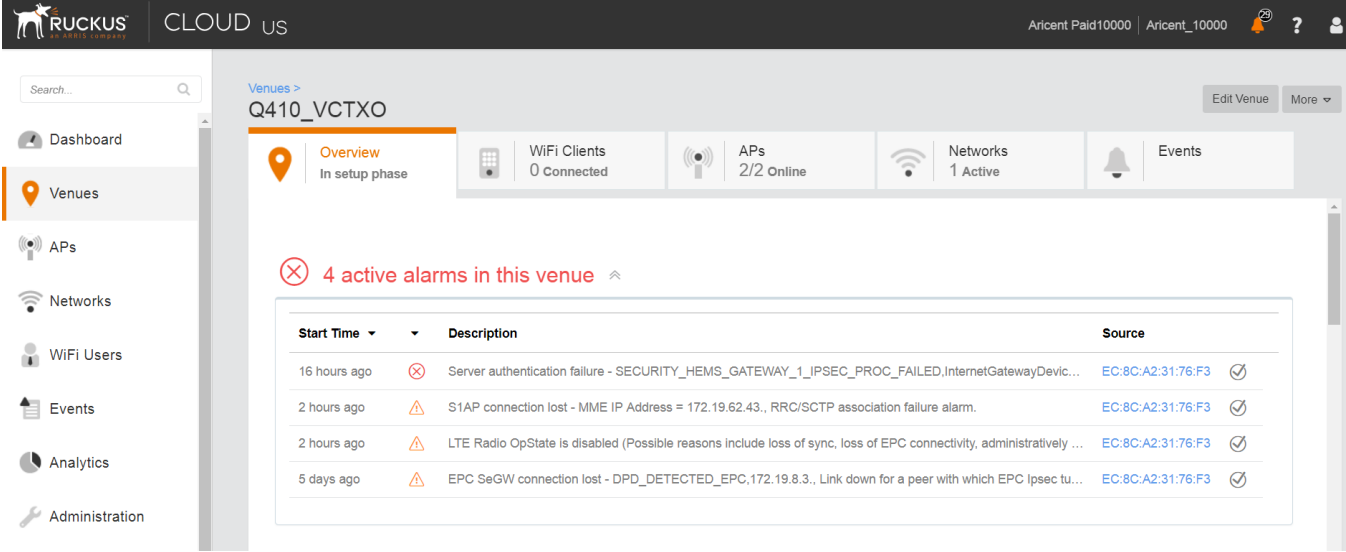 RUCKUS
an ARRIS company
CLOUD US
Aricent Paid10000 Aricent_10000
29
?
Search...
Dashboard
Venues
APs
Networks
WiFi Users
Events
Analytics
Administration
Venues >
Q410_VCTXO
Edit Venue
More
Overview
In setup phase
WiFi Clients
0 Connected
APs
2/2 Online
Networks
1 Active
Events
4 active alarms in this venue
Start Time Description Source
16 hours ago Server authentication failure - SECURITY_HEMS_GATEWAY_1_IPSEC_PROC_FAILED,InternetGatewayDevic... EC:8C:A2:31:76:F3
2 hours ago S1AP connection lost - MME IP Address = 172.19.62.43., RRC/SCTP association failure alarm. EC:8C:A2:31:76:F3
2 hours ago LTE Radio OpState is disabled (Possible reasons include loss of sync, loss of EPC connectivity, administratively ... EC:8C:A2:31:76:F3
5 days ago EPC SeGW connection lost - DPD_DETECTED_EPC,172.19.8.3., Link down for a peer with which EPC Ipsec tu... EC:8C:A2:31:76:F3